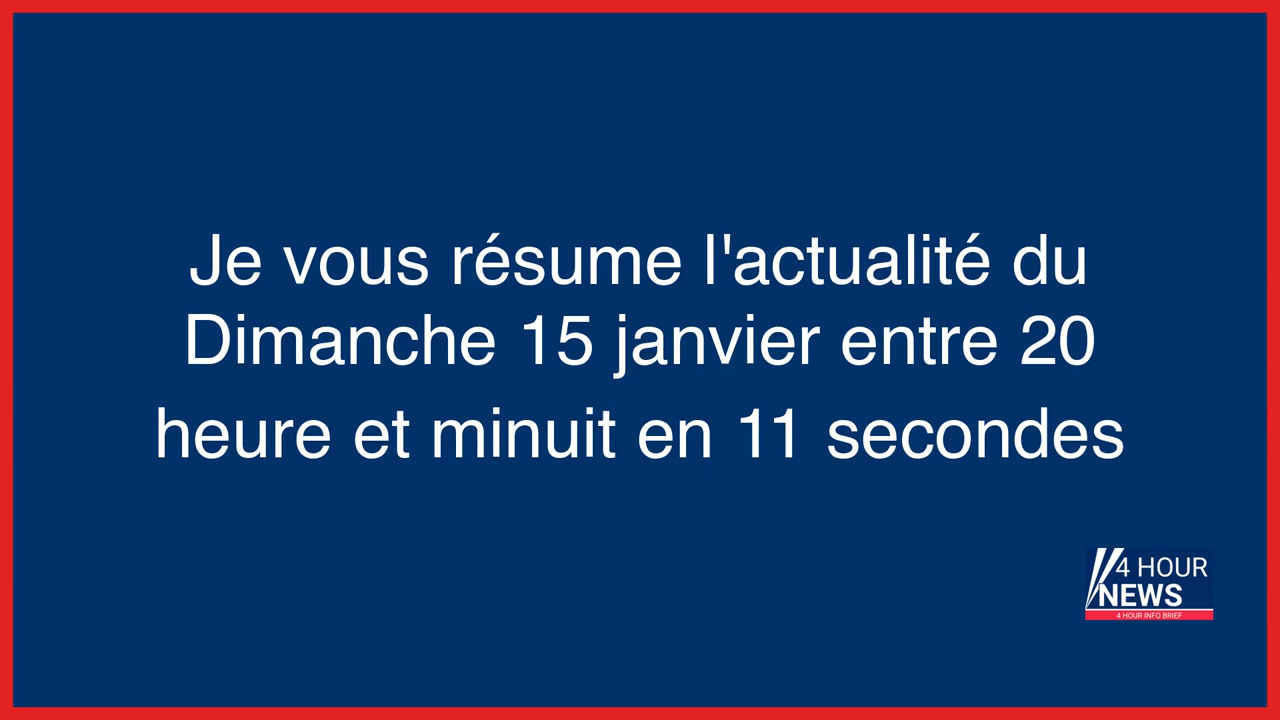 Je vous résume l'actualité du
Dimanche 15 janvier entre 20
heure et minuit en 11 secondes
4 HOUR
NEWS
4 HOUR INFO BRIEF